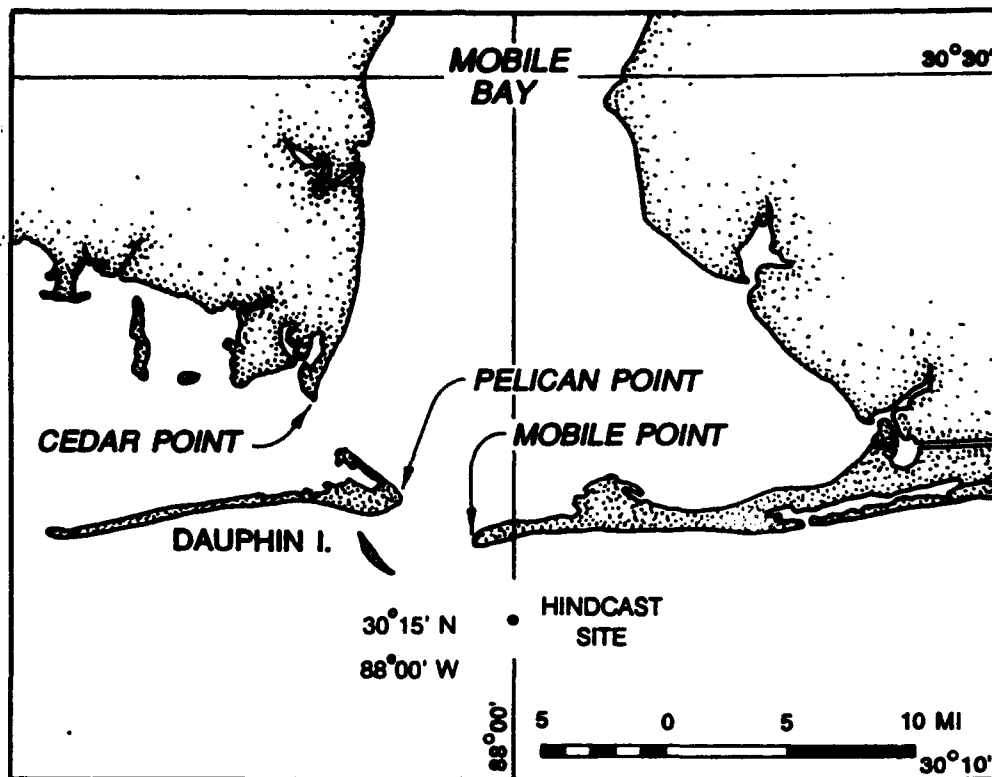 MOBILE
BAY
30°30'
PELICAN POINT
CEDAR POINT
MOBILE POINT
DAUPHIN I.
30°15' N
88°00' W
HINDCAST
SITE
88°00'
5 0 5 10 MI
30°10'